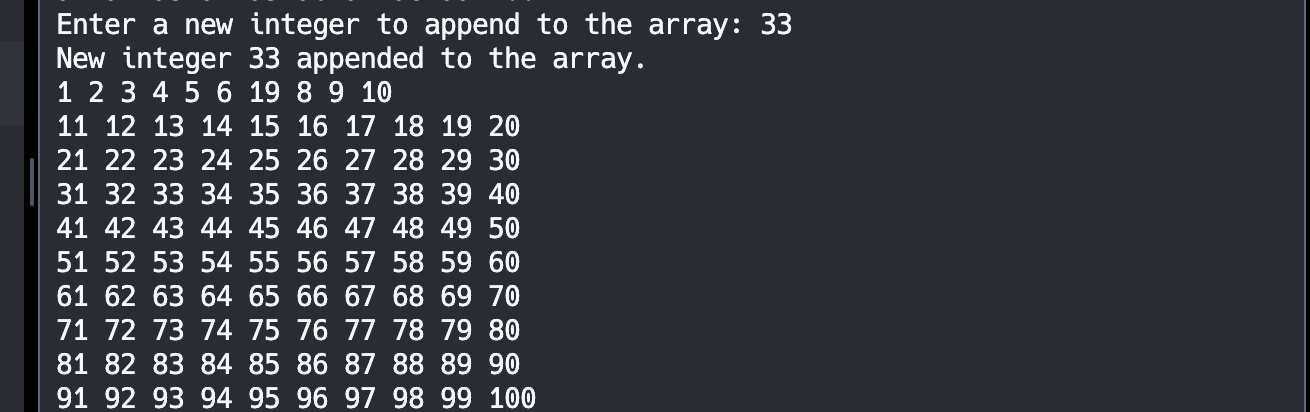 Enter a new integer to append to the array: 33
New integer 33 appended to the array.
1 2 3 4 5 6 19 8 9 10
11 12 13 14 15 16 17 18 19 20
21 22 23 24 25 26 27 28 29 30
31 32 33 34 35 36 37 38 39 40
41 42 43 44 45 46 47 48 49 50
51 52 53 54 55 56 57 58 59 60
61 62 63 64 65 66 67 68 69 70
71 72 73 74 75 76 77 78 79 80
81 82 83 84 85 86 87 88 89 90
91 92 93 94 95 96 97 98 99 100